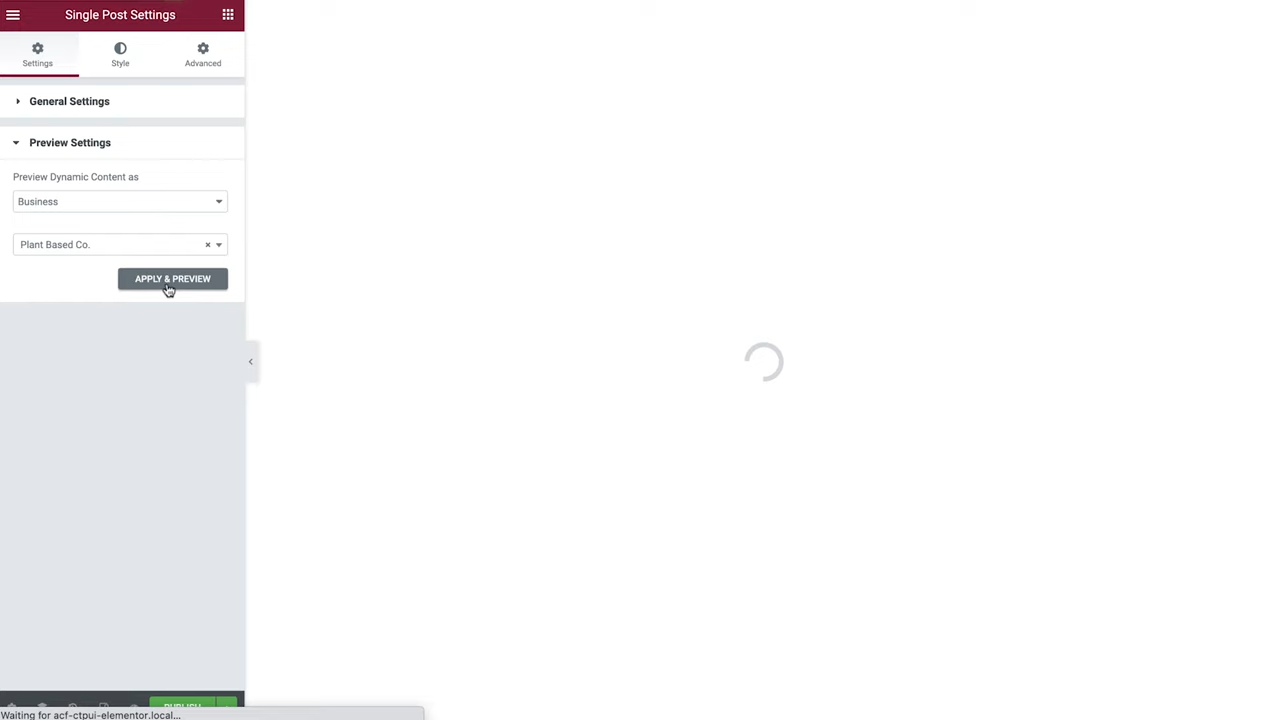 Single Post Settings
Settings
Style
Advanced
General Settings
Preview Settings
Preview Dynamic Content as
Business
Plant Based Co.
APPLY & PREVIEW
PUBLISH
Waiting for acf-ctpui-elementor.local...